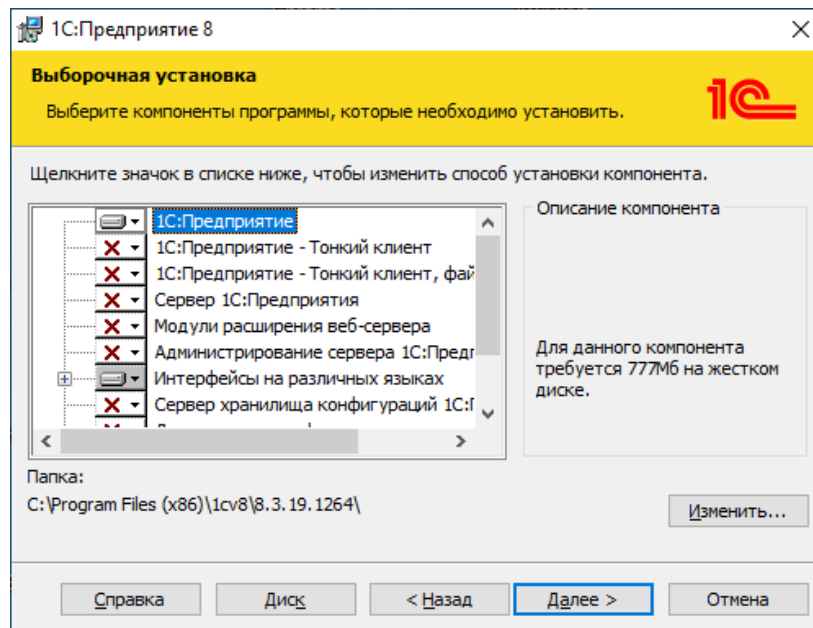 1С:Предприятие 8
Выборочная установка
Выберите компоненты программы, которые необходимо установить.
1С
Щелкните значок в списке ниже, чтобы изменить способ установки компонента.
1С:Предприятие
1С:Предприятие - Тонкий клиент
1С:Предприятие - Тонкий клиент, фай
Сервер 1С:Предприятия
Модули расширения веб-сервера
Администрирование сервера 1С:Предг
Интерфейсы на различных языках
Сервер хранилища конфигураций 1С:Г
Описание компонента
Для данного компонента
требуется 777Мб на жестком
диске.
Папка:
C:\Program Files (x86)\1cv8\8.3.19.1264\
Изменить...
Справка
Диск
< Назад
Далее >
Отмена